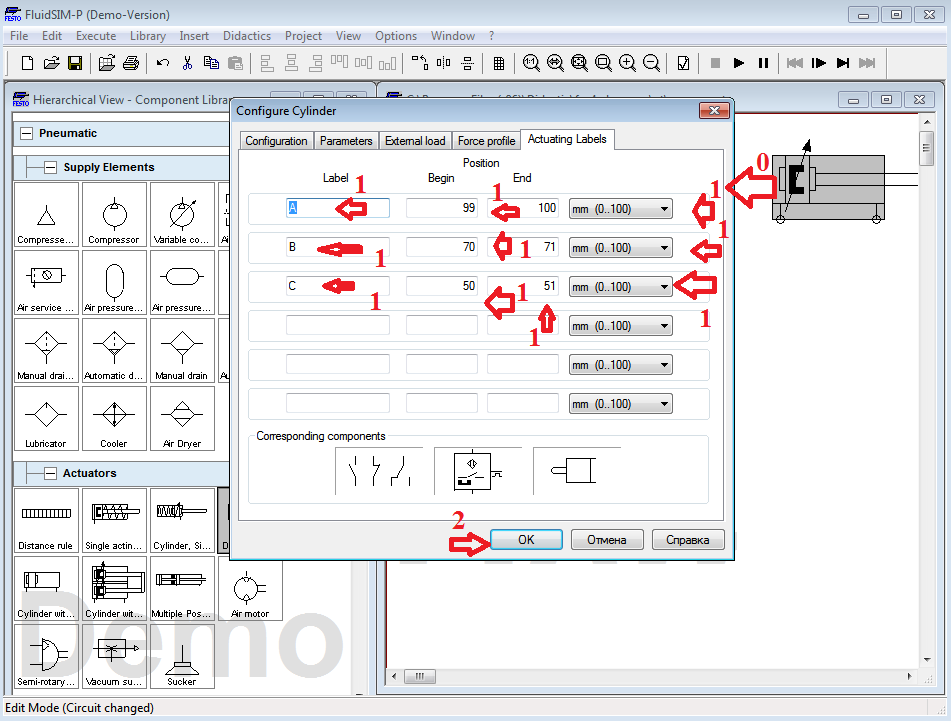 FluidSIM-P (Demo-Version)
FESTO
File Edit Execute Library Insert Didactics Project View Options Window ?
FESTO Hierarchical View - Component Libra
Pneumatic
Supply Elements
Compresse... Compressor Variable co...
Air service ... Air pressure... Air pressure...
Manual drai... Automatic d... Manual drain
Lubricator Cooler Air Dryer
Actuators
Distance rule Single actin... Cylinder, Si...
Cylinder wit... Cylinder wit... Multiple Pos... Air motor
Semi-rotary... Vacuum su... Sucker
Demo
Configure Cylinder
Configuration Parameters External load Force profile Actuating Labels
Position
Label Begin End
A 99 100 mm (0..100)
B 70 71 mm (0..100)
C 50 51 mm (0..100)
mm (0..100)
mm (0..100)
mm (0..100)
Corresponding components
OK Отмена Справка
0
1 1 1
1 1 1
1 1 1 1
2
Edit Mode (Circuit changed)